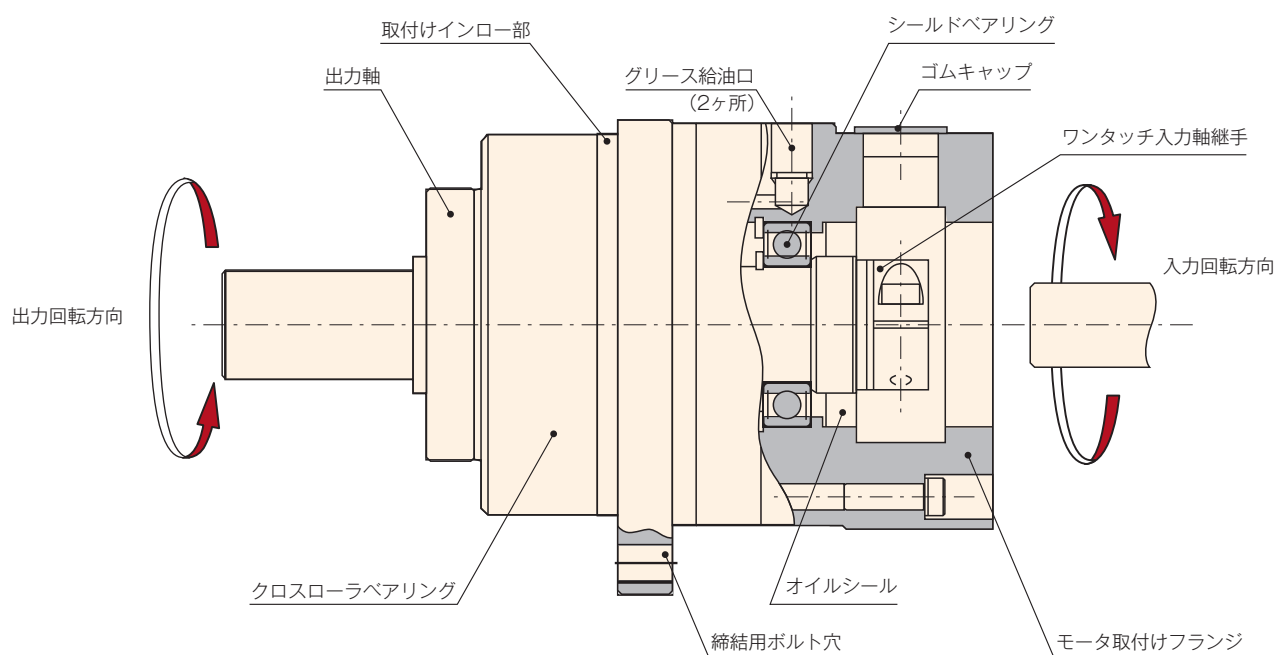 取付けインロー部
シールドベアリング
出力軸
グリース給油口
（2ヶ所）
ゴムキャップ
ワンタッチ入力軸継手
出力回転方向
入力回転方向
クロスローラベアリング
オイルシール
締結用ボルト穴
モータ取付けフランジ